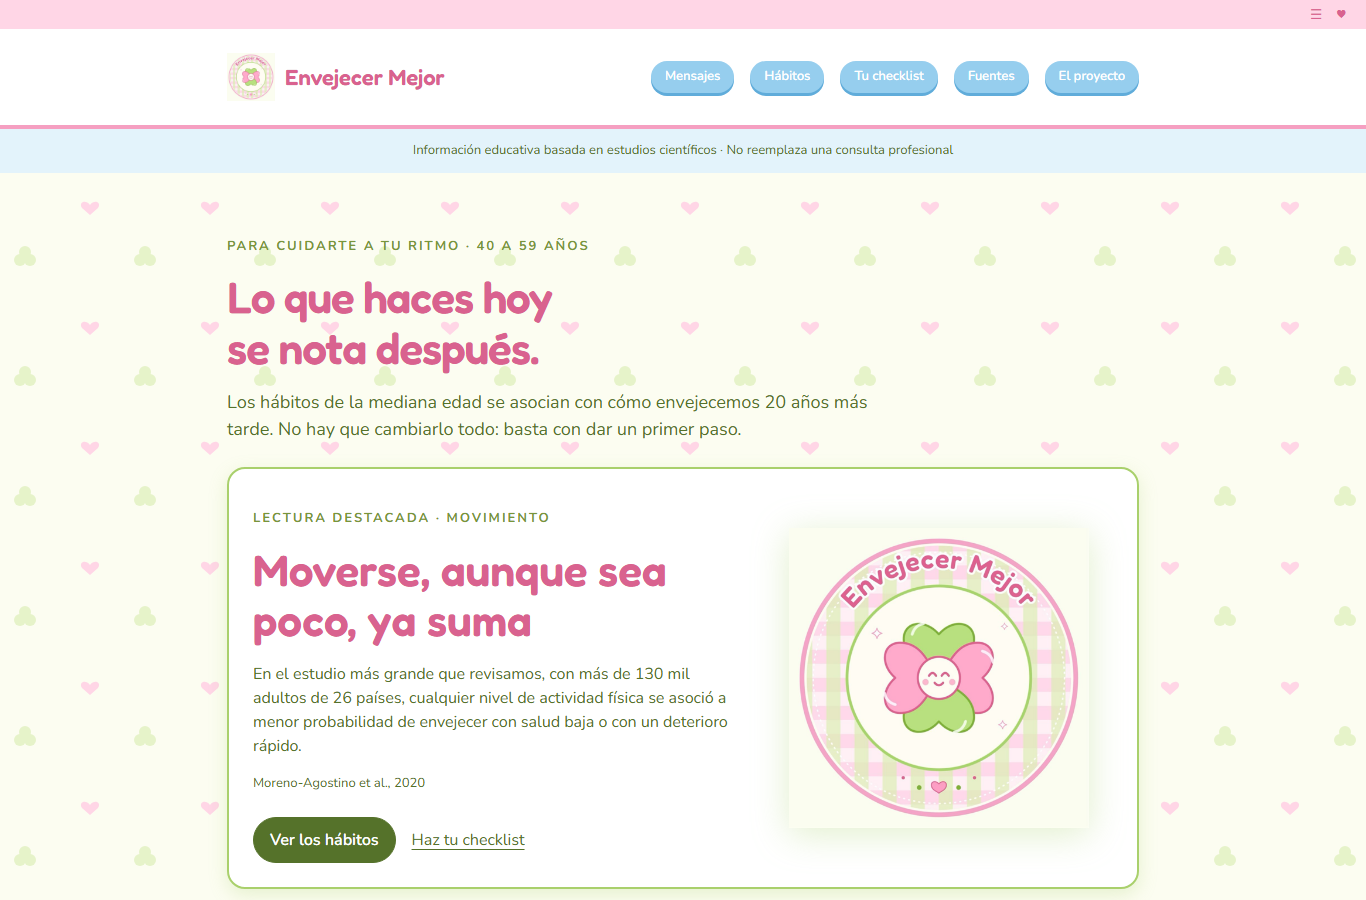 Envejecer Mejor
Mensajes
Hábitos
Tu checklist
Fuentes
El proyecto
Información educativa basada en estudios científicos · No reemplaza una consulta profesional
PARA CUIDARTE A TU RITMO · 40 A 59 AÑOS
Lo que haces hoy
se nota después.
Los hábitos de la mediana edad se asocian con cómo envejecemos 20 años más
tarde. No hay que cambiarlo todo: basta con dar un primer paso.
LECTURA DESTACADA · MOVIMIENTO
Moverse, aunque sea
poco, ya suma
En el estudio más grande que revisamos, con más de 130 mil
adultos de 26 países, cualquier nivel de actividad física se asoció a
menor probabilidad de envejecer con salud baja o con un deterioro
rápido.
Moreno-Agostino et al., 2020
Ver los hábitos
Haz tu checklist
Envejecer Mejor